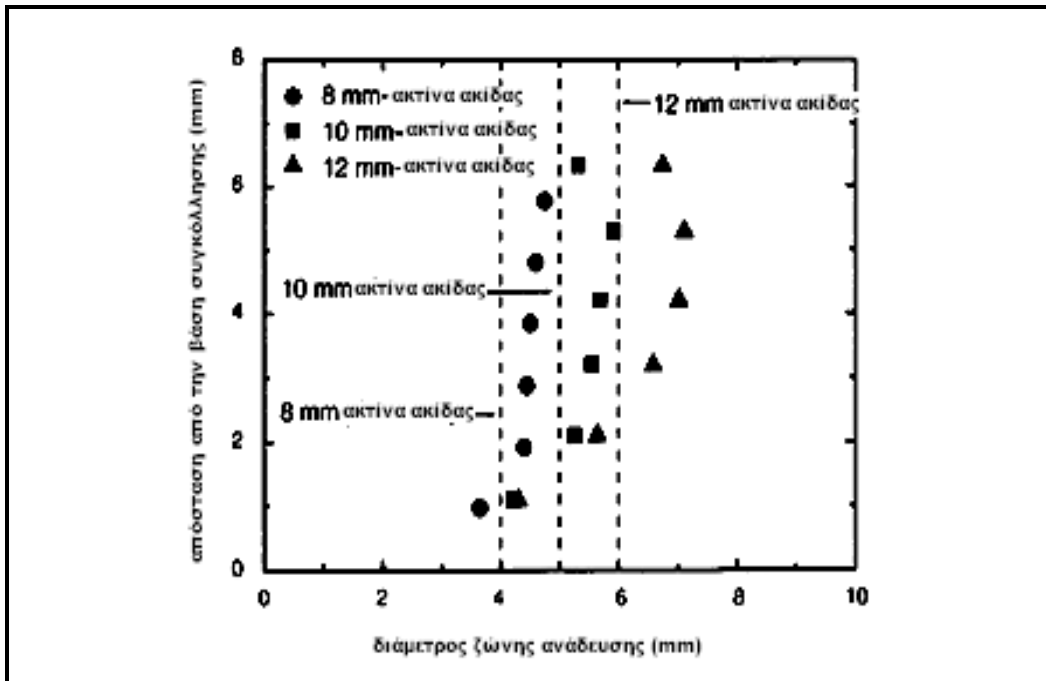 8
6
4
2
0
απόσταση από την βάση συγκόλλησης (mm)
8 mm-ακτίνα ακίδας
10 mm-ακτίνα ακίδας
12 mm-ακτίνα ακίδας
12 mm ακτίνα ακίδας
10 mm ακτίνα ακίδας
8 mm ακτίνα ακίδας
0 2 4 6 8 10
διάμετρος ζώνης ανάδευσης (mm)